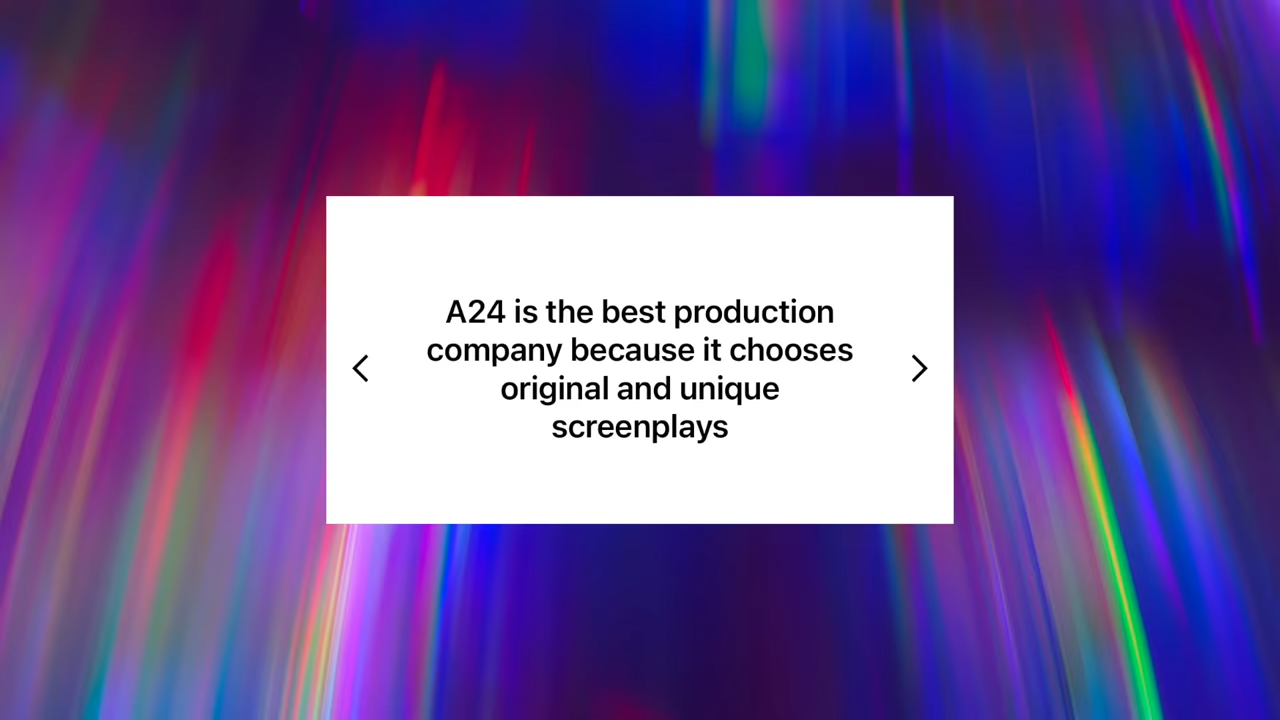 A24 is the best production
company because it chooses
original and unique
screenplays